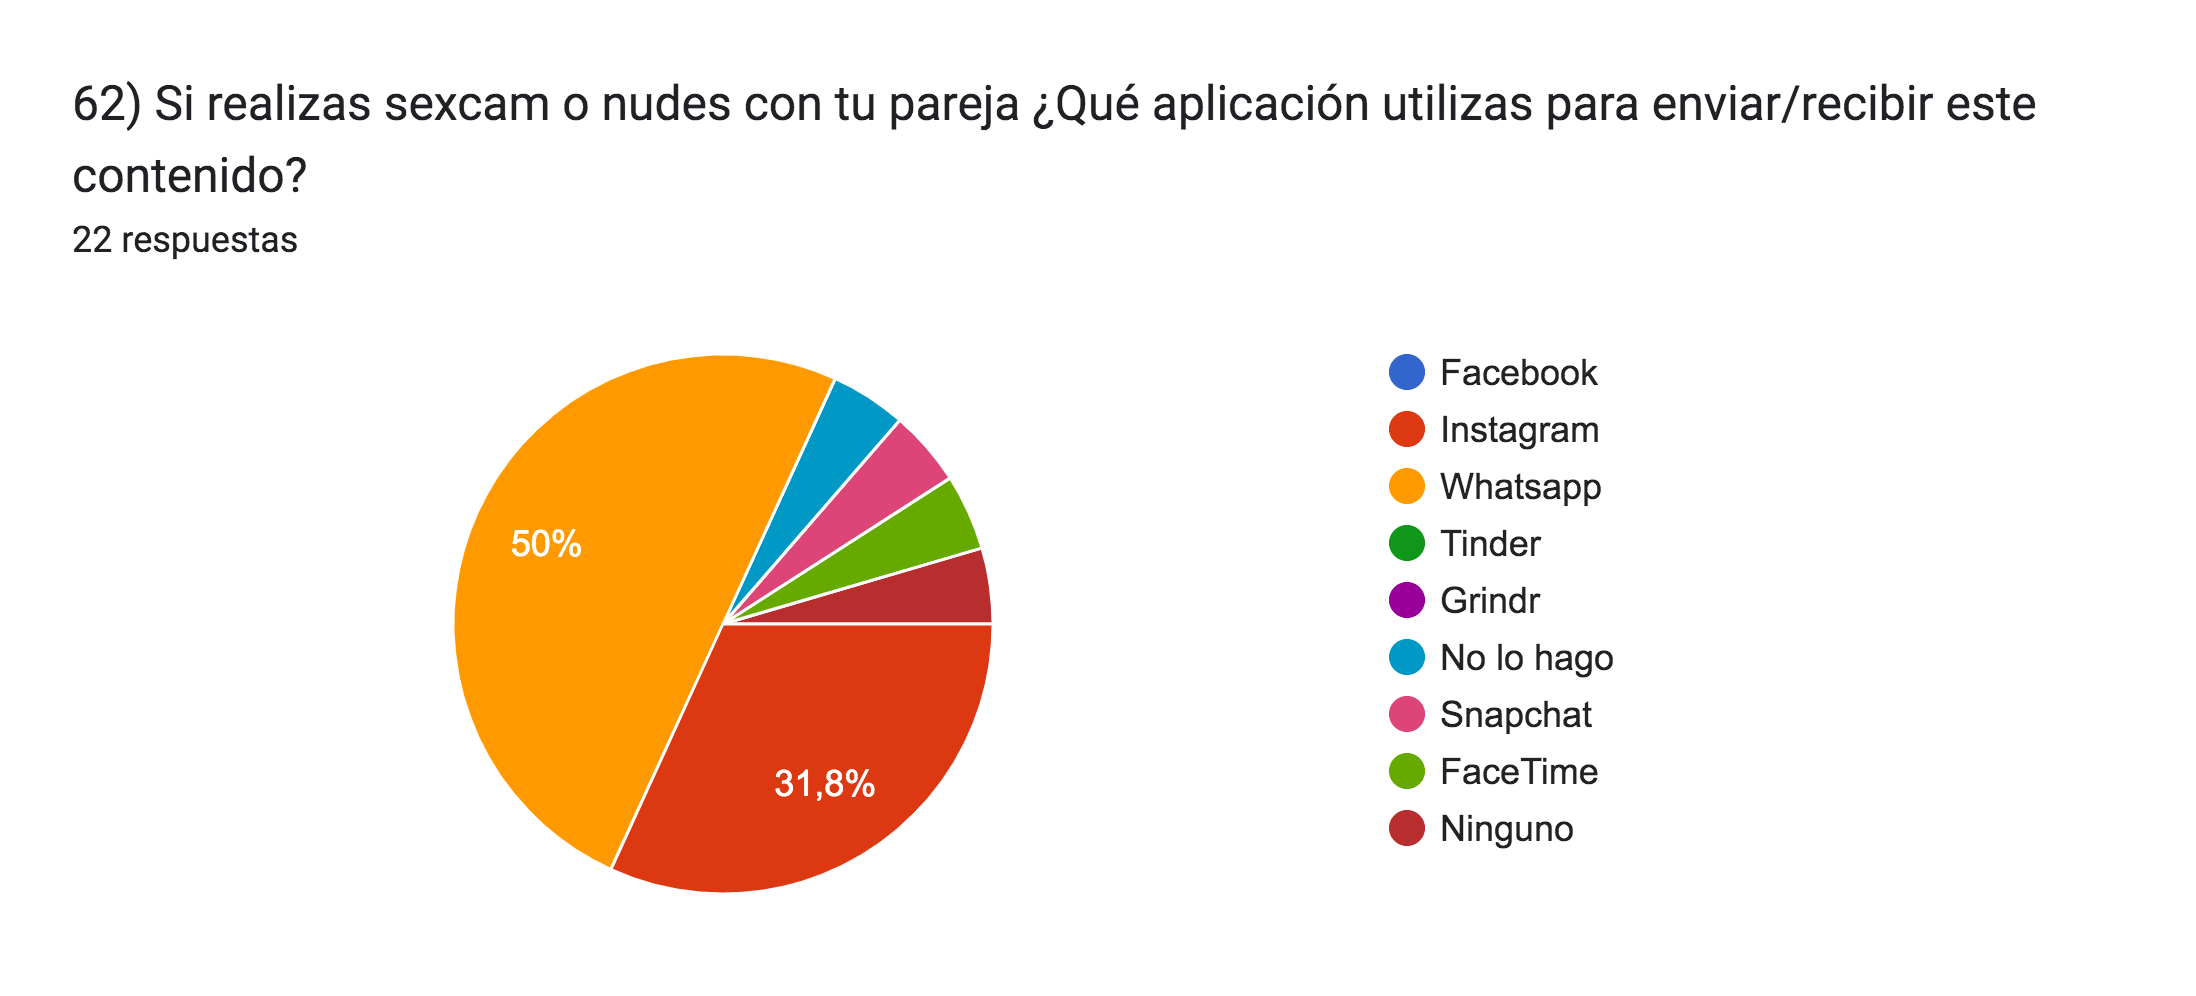 62) Si realizas sexcam o nudes con tu pareja ¿Qué aplicación utilizas para enviar/recibir este
contenido?
22 respuestas
50%
31,8%
Facebook
Instagram
Whatsapp
Tinder
Grindr
No lo hago
Snapchat
FaceTime
Ninguno